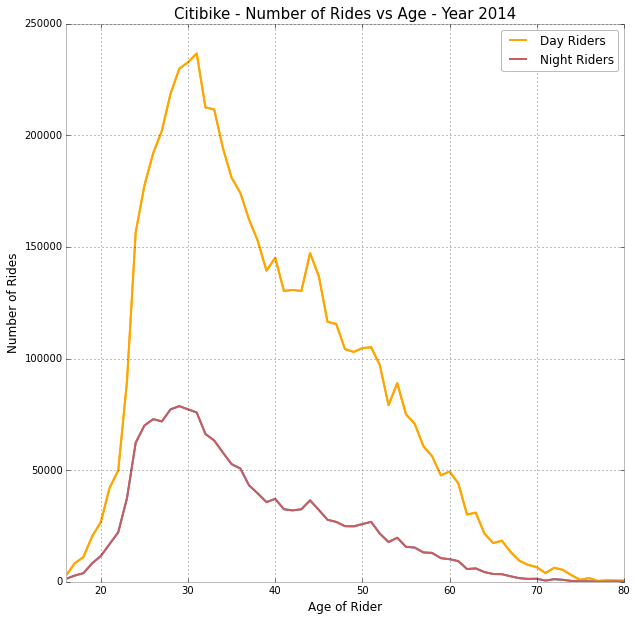 Citibike - Number of Rides vs Age - Year 2014
250000
200000
150000
100000
50000
0
Number of Rides
Day Riders
Night Riders
20
30
40
50
60
70
80
Age of Rider